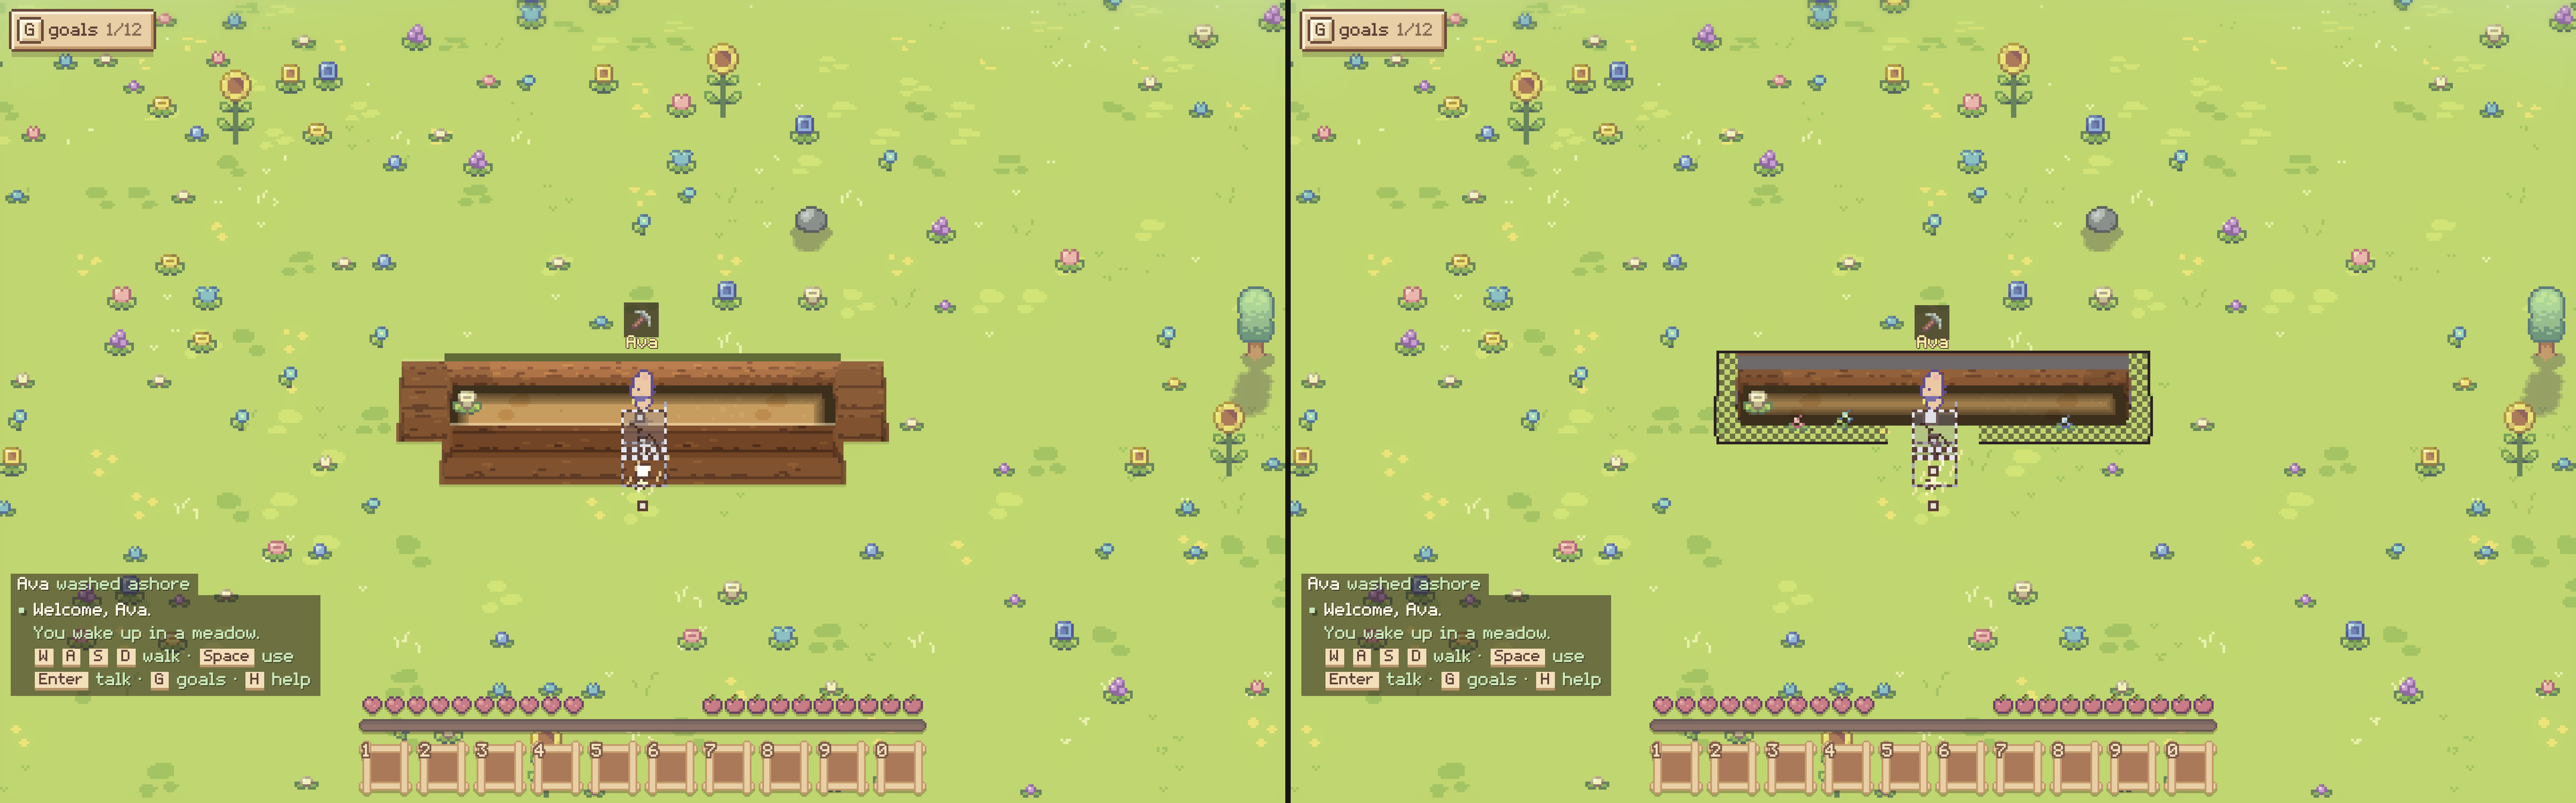 G goals 1/12
Ava
Ava washed ashore
Welcome, Ava.
You wake up in a meadow.
W A S D walk · Space use
Enter talk · G goals · H help
1 2 3 4 5 6 7 8 9 0
G goals 1/12
Ava
Ava washed ashore
Welcome, Ava.
You wake up in a meadow.
W A S D walk · Space use
Enter talk · G goals · H help
1 2 3 4 5 6 7 8 9 0